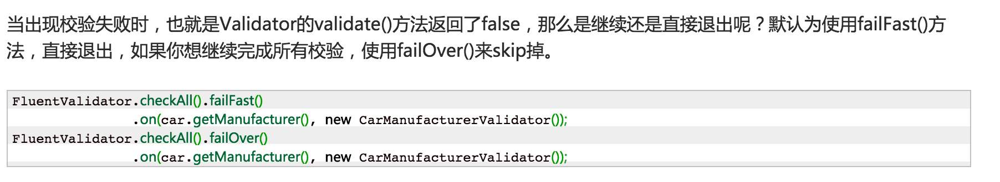 当出现校验失败时，也就是Validator的validate()方法返回了false，那么是继续还是直接退出呢？默认为使用failFast()方
法，直接退出，如果你想继续完成所有校验，使用failOver()来skip掉。
FluentValidator.checkAll().failFast()
.on(car.getManufacturer(), new CarManufacturerValidator());
FluentValidator.checkAll().failOver()
.on(car.getManufacturer(), new CarManufacturerValidator());